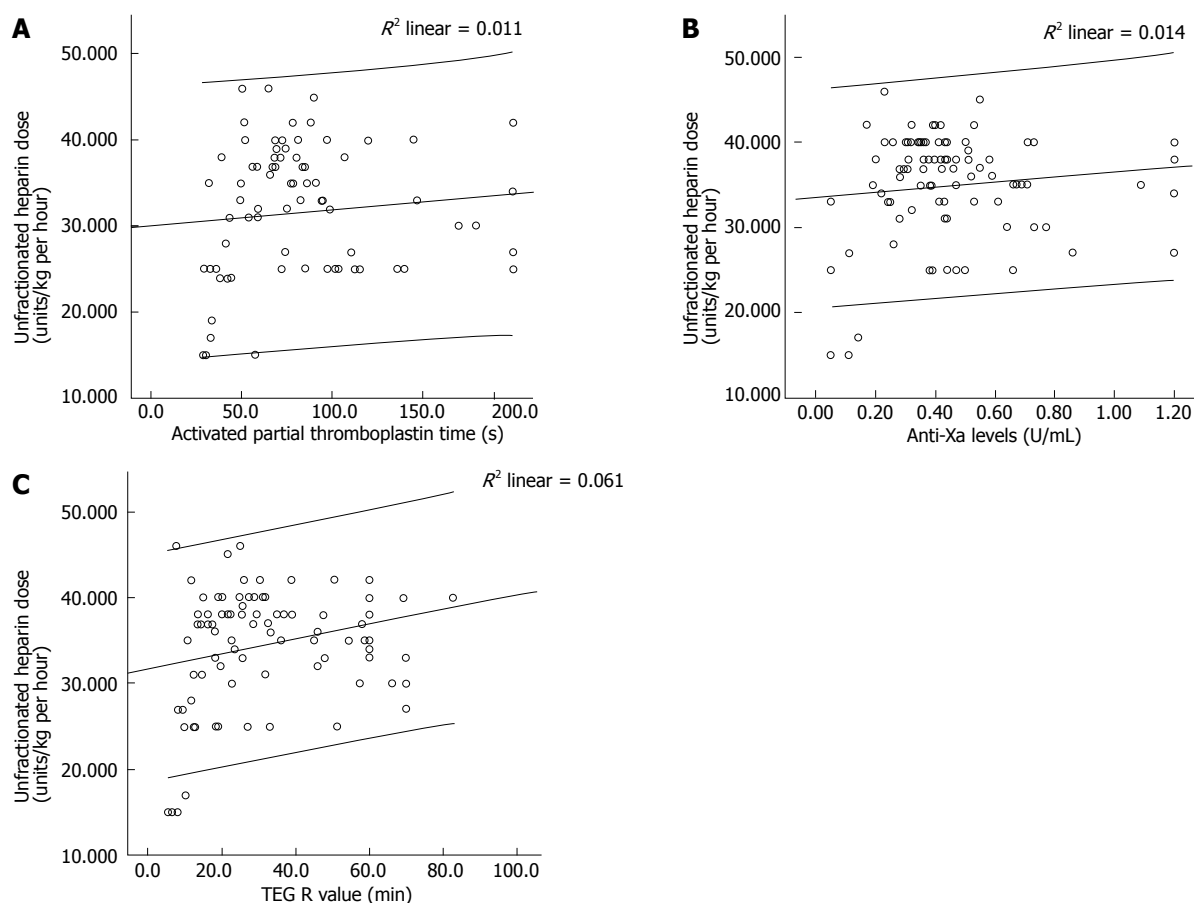 A
R² linear = 0.011
Unfractionated heparin dose
(units/kg per hour)
50.000
40.000
30.000
20.000
10.000
0.0 50.0 100.0 150.0 200.0
Activated partial thromboplastin time (s)
B
R² linear = 0.014
Unfractionated heparin dose
(units/kg per hour)
50.000
40.000
30.000
20.000
10.000
0.00 0.20 0.40 0.60 0.80 1.00 1.20
Anti-Xa levels (U/mL)
C
R² linear = 0.061
Unfractionated heparin dose
(units/kg per hour)
50.000
40.000
30.000
20.000
10.000
0.0 20.0 40.0 60.0 80.0 100.0
TEG R value (min)